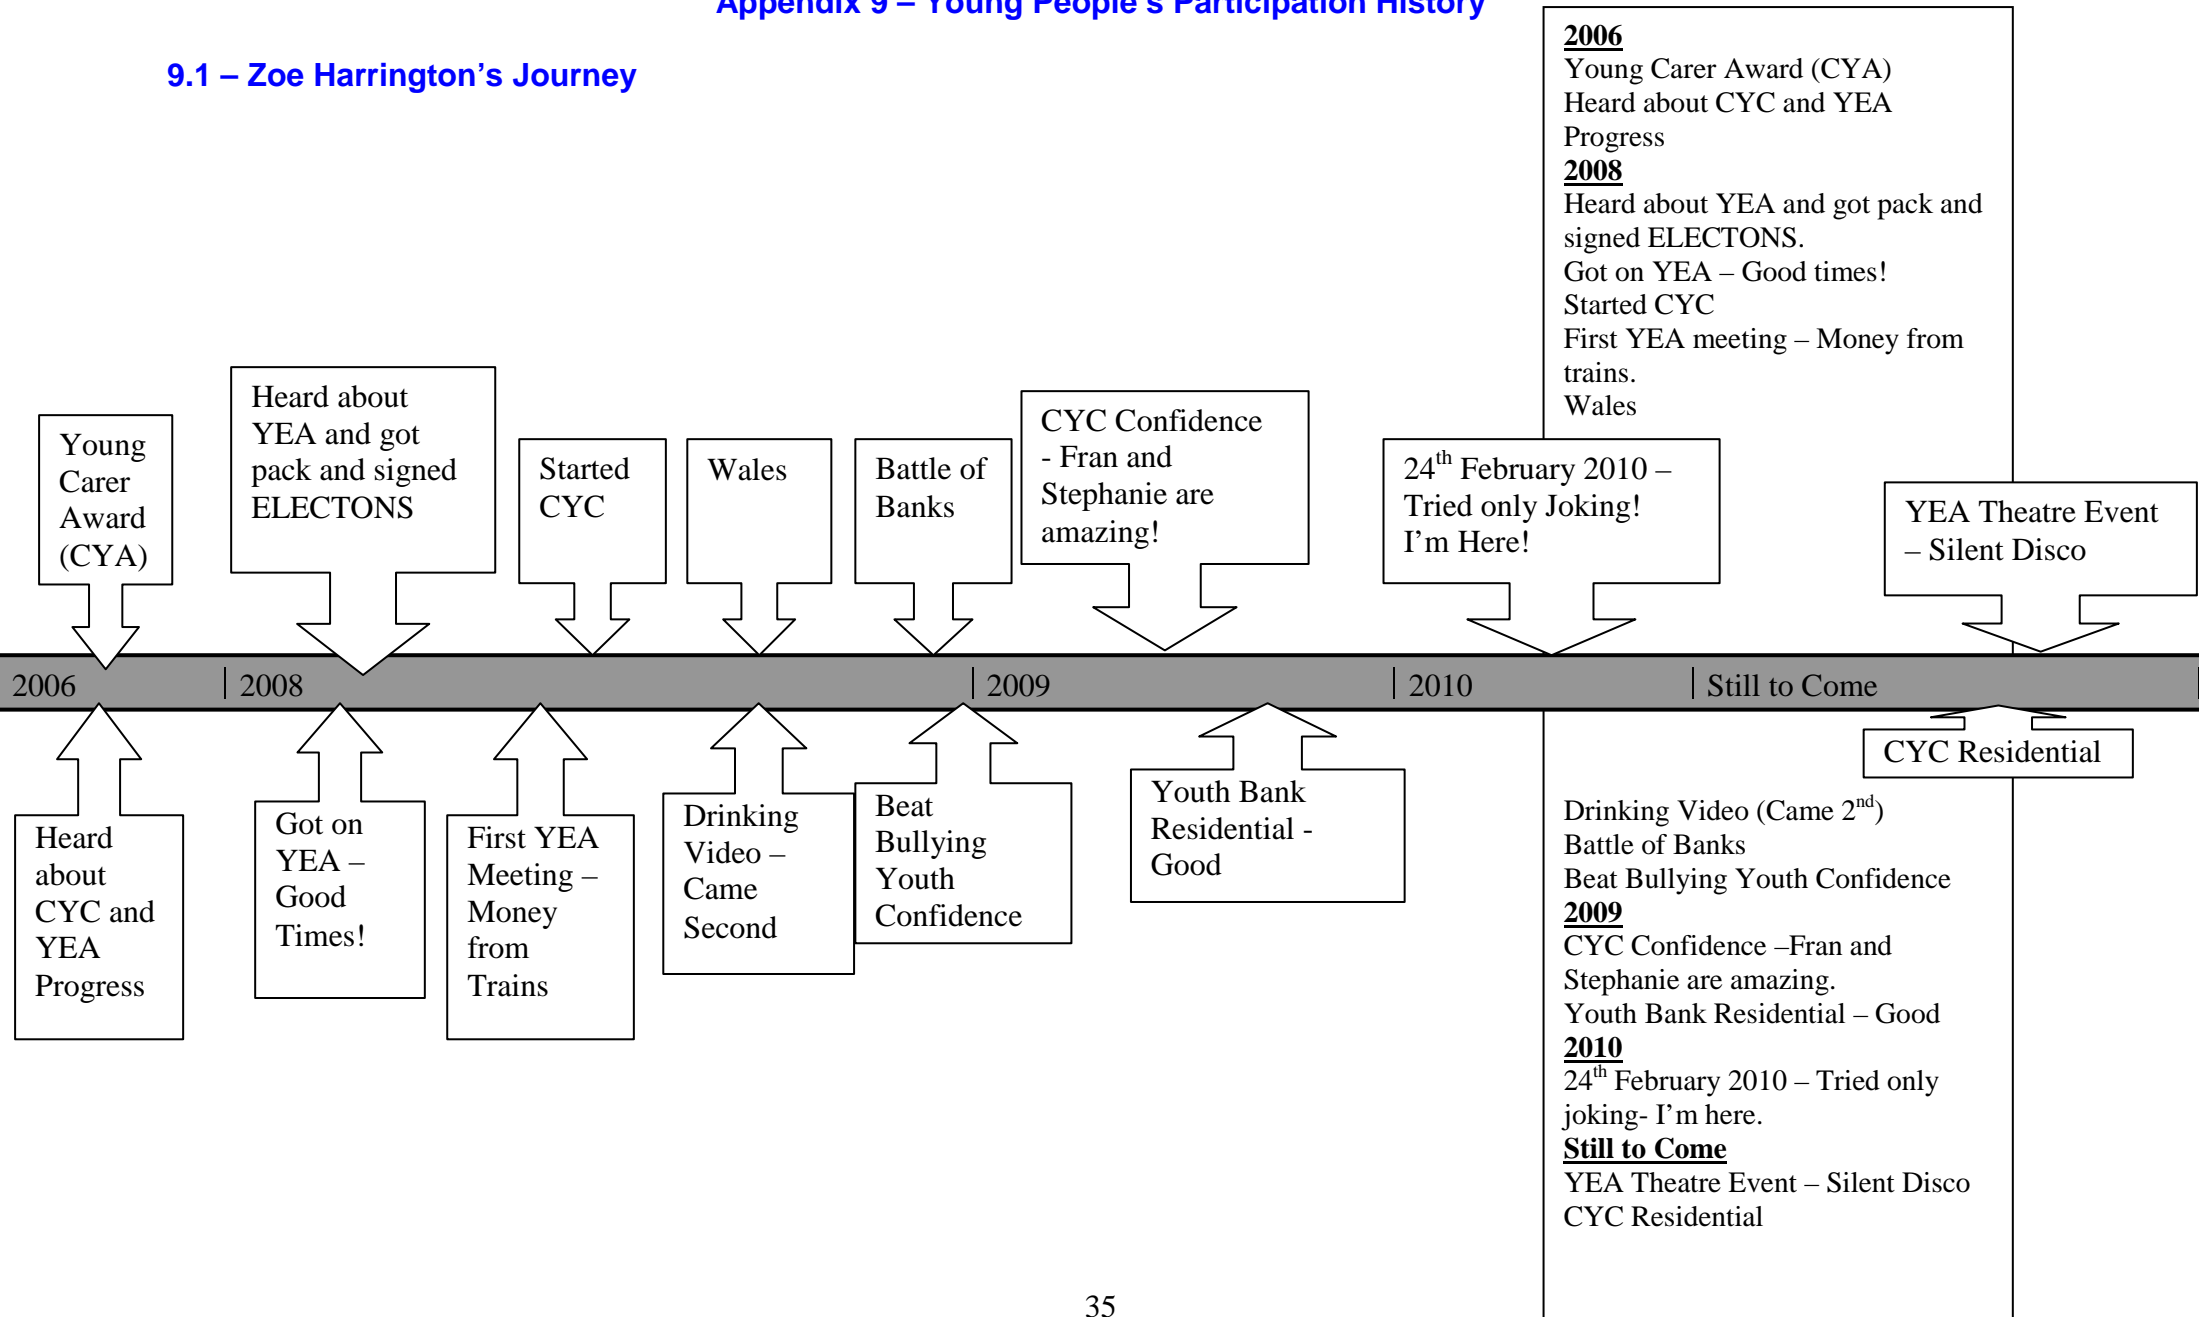 Appendix 9 – Young People's Participation History
9.1 – Zoe Harrington's Journey
Young
Carer
Award
(CYA)
Heard about
YEA and got
pack and signed
ELECTONS
Started
CYC
Wales
Battle of
Banks
CYC Confidence
- Fran and
Stephanie are
amazing!
24th February 2010 –
Tried only Joking!
I'm Here!
YEA Theatre Event
– Silent Disco
2006
2008
2009
2010
Still to Come
Heard
about
CYC and
YEA
Progress
Got on
YEA –
Good
Times!
First YEA
Meeting –
Money
from
Trains
Drinking
Video –
Came
Second
Beat
Bullying
Youth
Confidence
Youth Bank
Residential -
Good
CYC Residential
2006
Young Carer Award (CYA)
Heard about CYC and YEA
Progress
2008
Heard about YEA and got pack and
signed ELECTONS.
Got on YEA – Good times!
Started CYC
First YEA meeting – Money from
trains.
Wales
Drinking Video (Came 2nd)
Battle of Banks
Beat Bullying Youth Confidence
2009
CYC Confidence –Fran and
Stephanie are amazing.
Youth Bank Residential – Good
2010
24th February 2010 – Tried only
joking- I'm here.
Still to Come
YEA Theatre Event – Silent Disco
CYC Residential
35